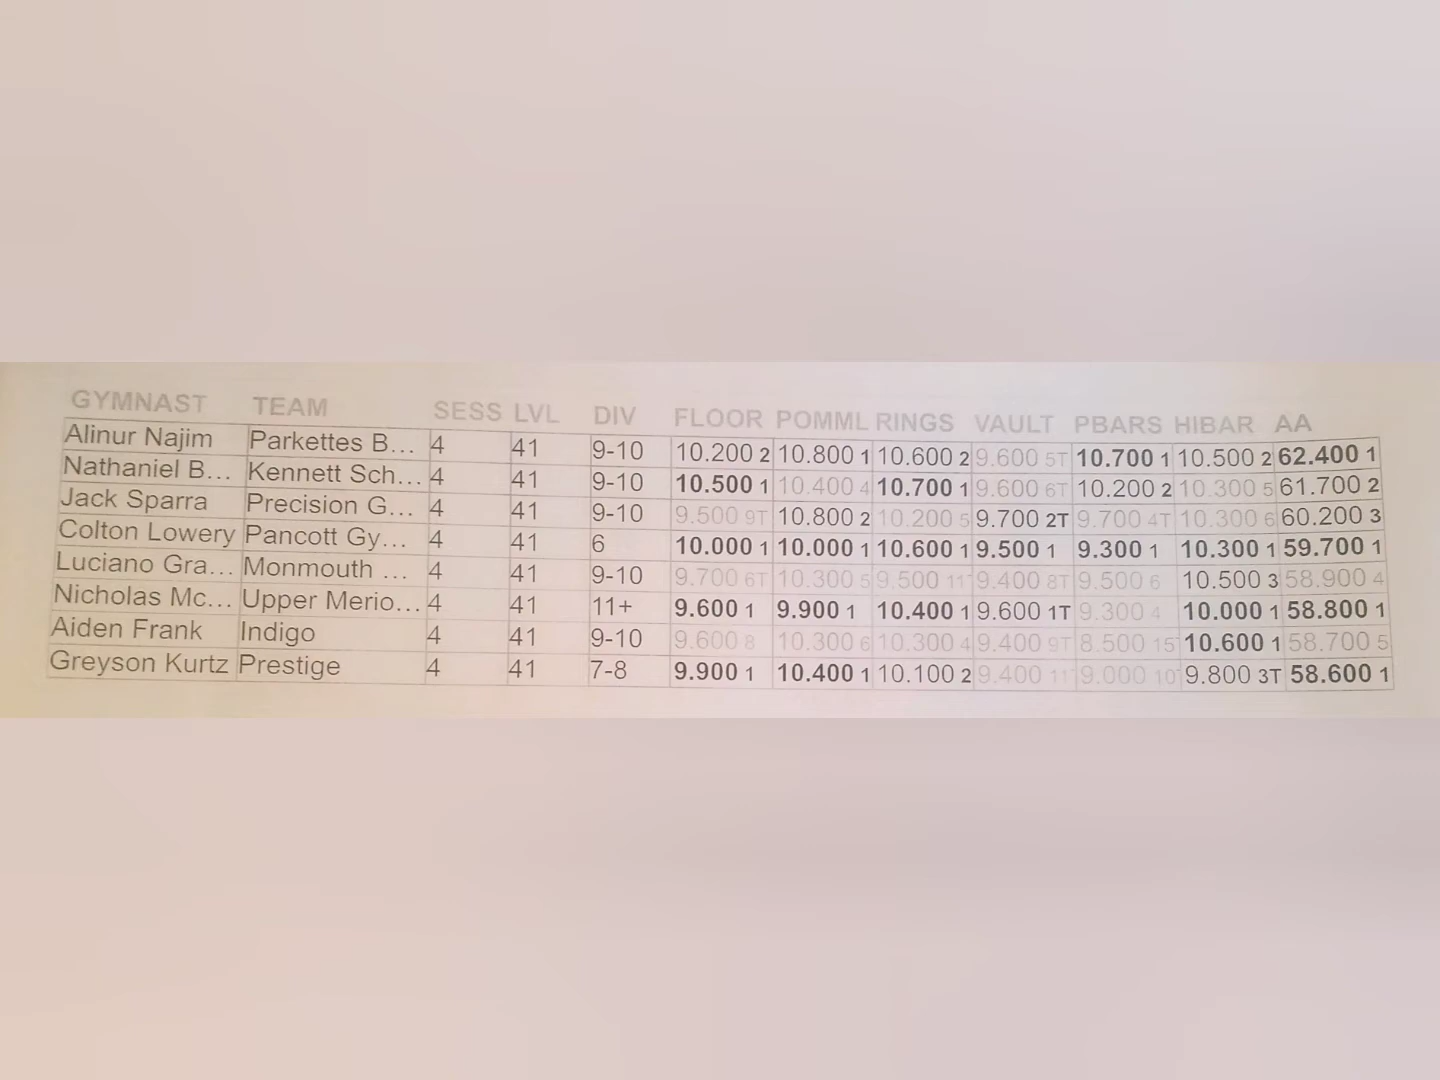 GYMNAST TEAM SESS LVL DIV FLOOR POMML RINGS VAULT PBARS HIBAR AA
Alinur Najim Parkettes B... 4 41 9-10 10.200 2 10.800 1 10.600 2 9.600 5T 10.700 1 10.500 2 62.400 1
Nathaniel B... Kennett Sch... 4 41 9-10 10.500 1 10.400 4 10.700 1 9.600 6T 10.200 2 10.300 5 61.700 2
Jack Sparra Precision G... 4 41 9-10 9.500 9T 10.800 2 10.200 5 9.700 2T 9.700 4T 10.300 6 60.200 3
Colton Lowery Pancott Gy... 4 41 6 10.000 1 10.000 1 10.600 1 9.500 1 9.300 1 10.300 1 59.700 1
Luciano Gra... Monmouth ... 4 41 9-10 9.700 6T 10.300 5 9.500 11 9.400 8T 9.500 6 10.500 3 58.900 4
Nicholas Mc... Upper Merio... 4 41 11+ 9.600 1 9.900 1 10.400 1 9.600 1T 9.300 4 10.000 1 58.800 1
Aiden Frank Indigo 4 41 9-10 9.600 8 10.300 6 10.300 4 9.400 9T 8.500 15 10.600 1 58.700 5
Greyson Kurtz Prestige 4 41 7-8 9.900 1 10.400 1 10.100 2 9.400 11 9.000 10 9.800 3T 58.600 1